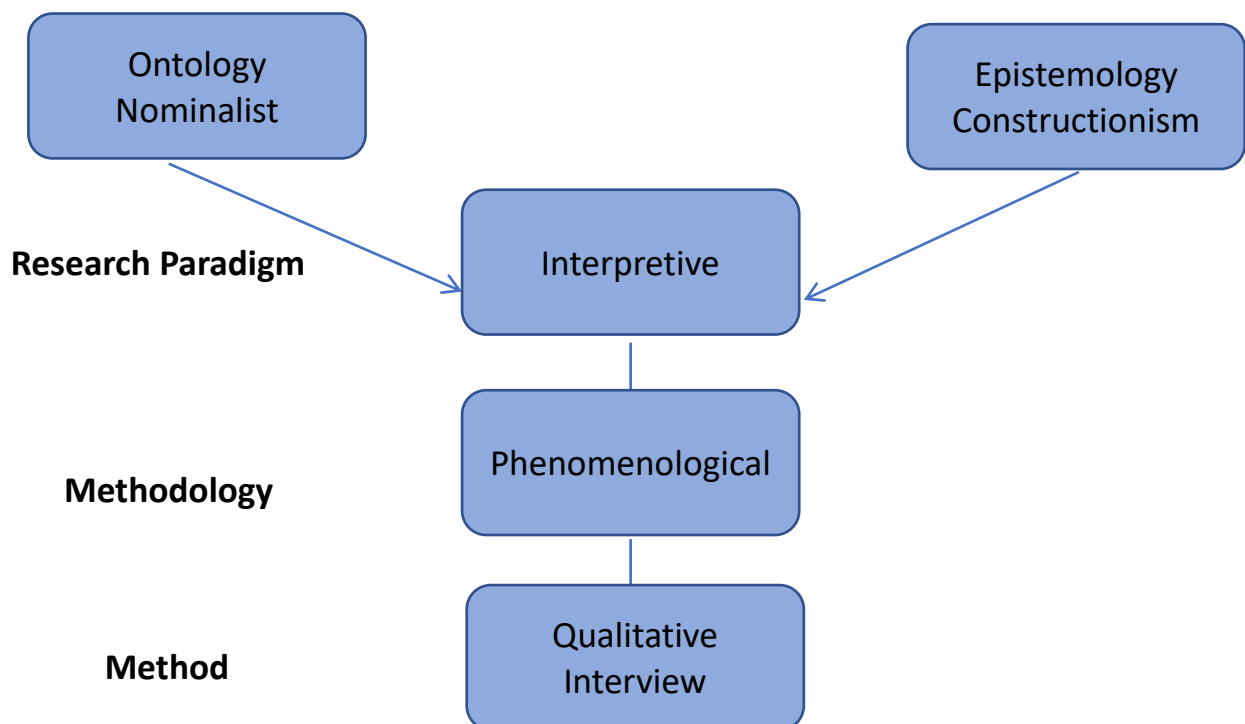 Ontology
Nominalist
Epistemology
Constructionism
Research Paradigm
Interpretive
Methodology
Phenomenological
Method
Qualitative
Interview